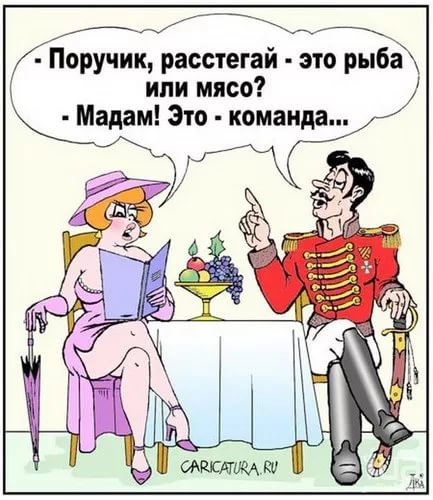 - Поручик, расстегай - это рыба
или мясо?
- Мадам! Это - команда...
CARICATURA.RU